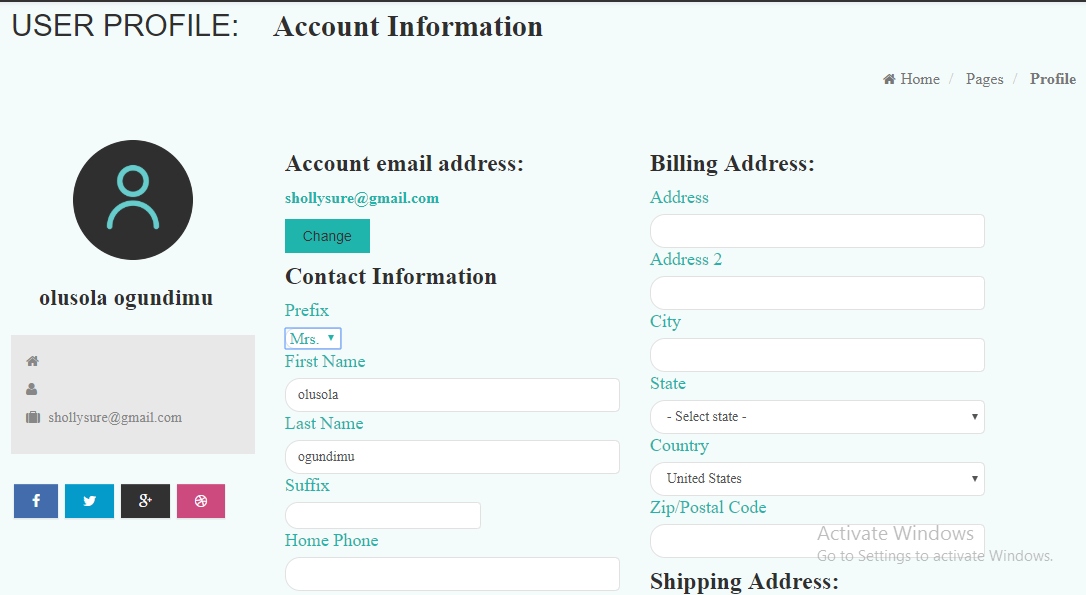 USER PROFILE: Account Information
Home / Pages / Profile
olusola ogundimu
shollysure@gmail.com
f
g+
Account email address:
shollysure@gmail.com
Change
Contact Information
Prefix
Mrs.
First Name
olusola
Last Name
ogundimu
Suffix
Home Phone
Billing Address:
Address
Address 2
City
State
- Select state -
Country
United States
Zip/Postal Code
Activate Windows
Go to Settings to activate Windows.
Shipping Address: